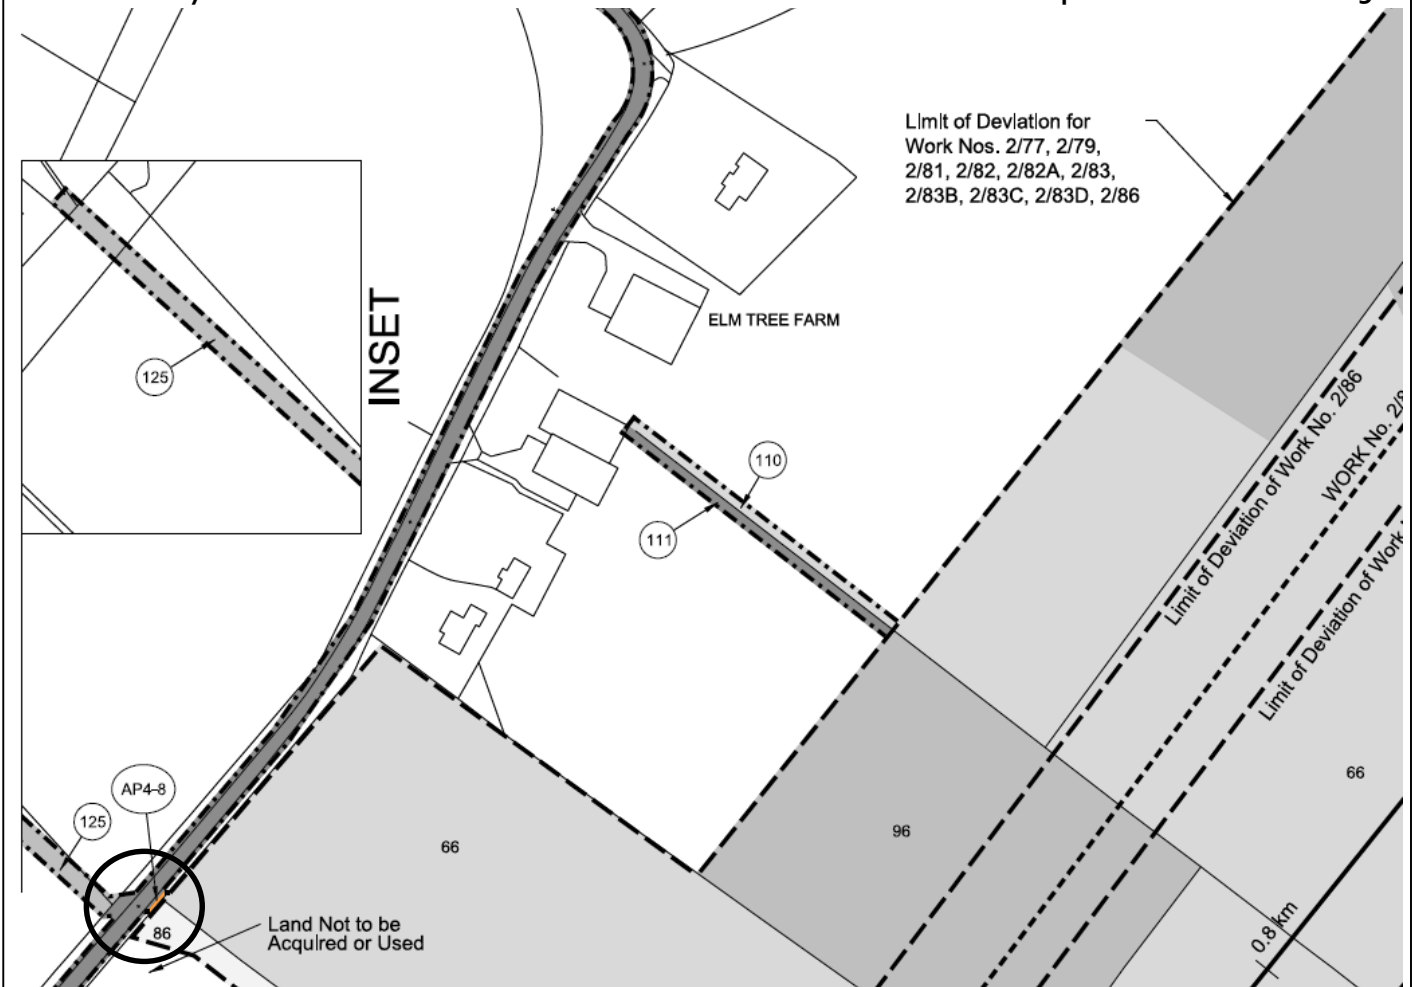 Limit of Deviation for
Work Nos. 2/77, 2/79,
2/81, 2/82, 2/82A, 2/83,
2/83B, 2/83C, 2/83D, 2/86
INSET
125
ELM TREE FARM
110
111
Limit of Deviation of Work No. 2/86
WORK No. 2/8
Limit of Deviation of Work
66
AP4-8
125
66
96
86
Land Not to be
Acquired or Used
0.8 km